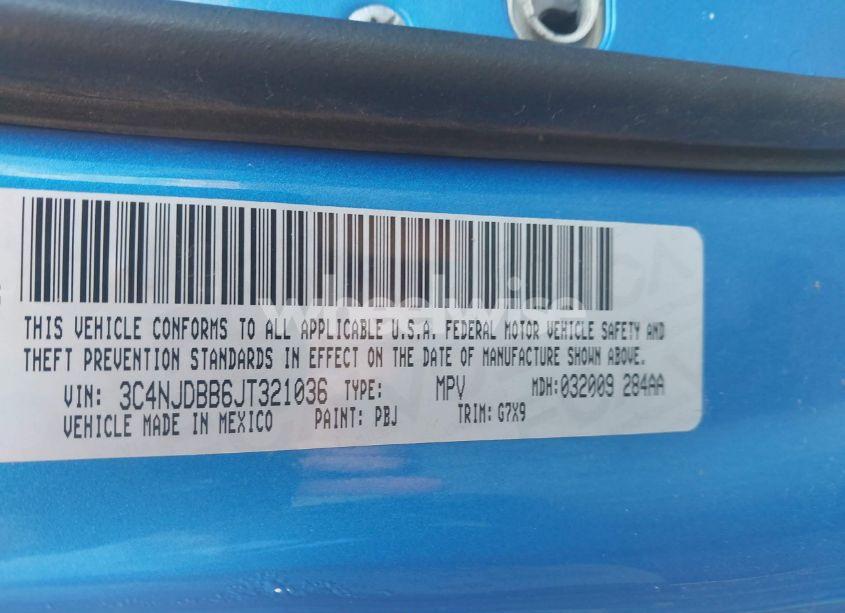 wheelwise
THIS VEHICLE CONFORMS TO ALL APPLICABLE U.S.A. FEDERAL MOTOR VEHICLE SAFETY AND
THEFT PREVENTION STANDARDS IN EFFECT ON THE DATE OF MANUFACTURE SHOWN ABOVE.
VIN: 3C4NJDBB6JT321036 TYPE: MPV MDH:032009 284AA
VEHICLE MADE IN MEXICO PAINT: PBJ TRIM: G7X9